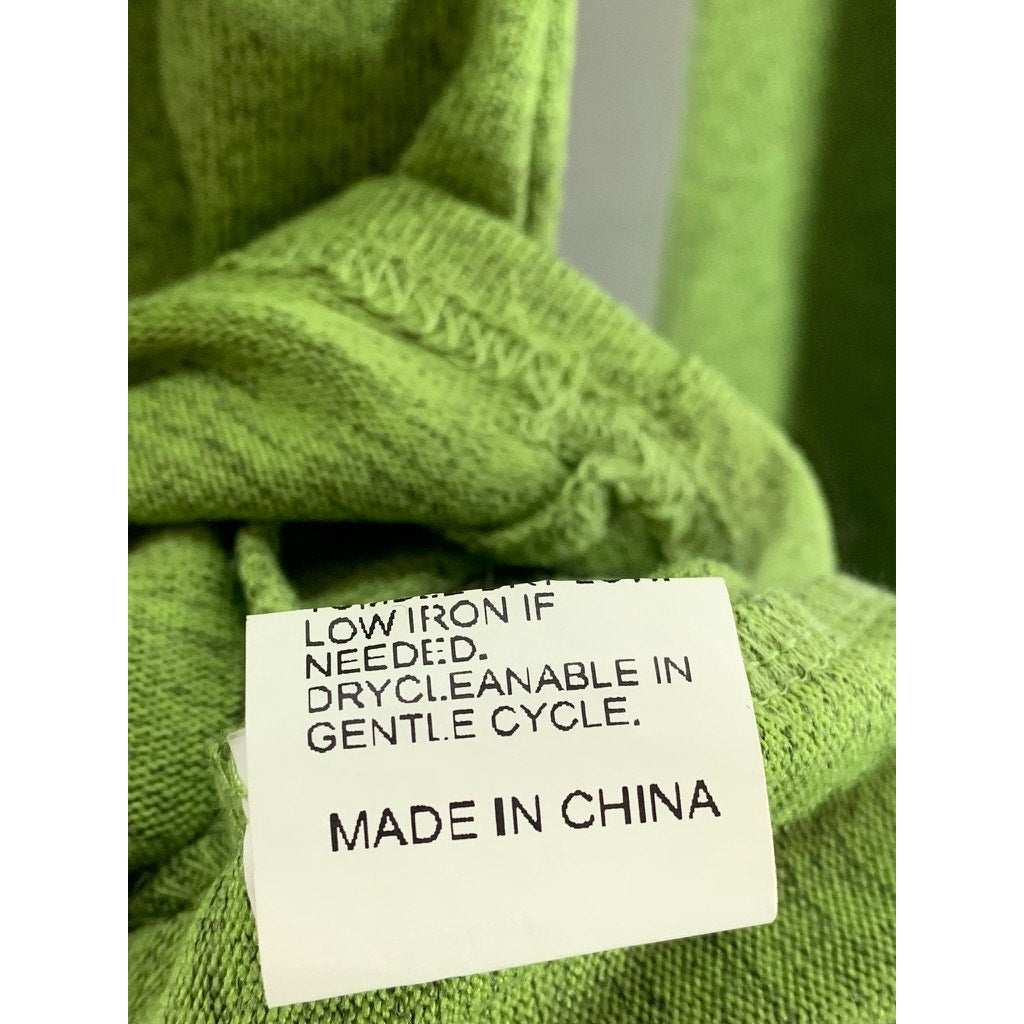 LOW IRON IF
NEEDED.
DRYCLEANABLE IN
GENTLE CYCLE.
MADE IN CHINA